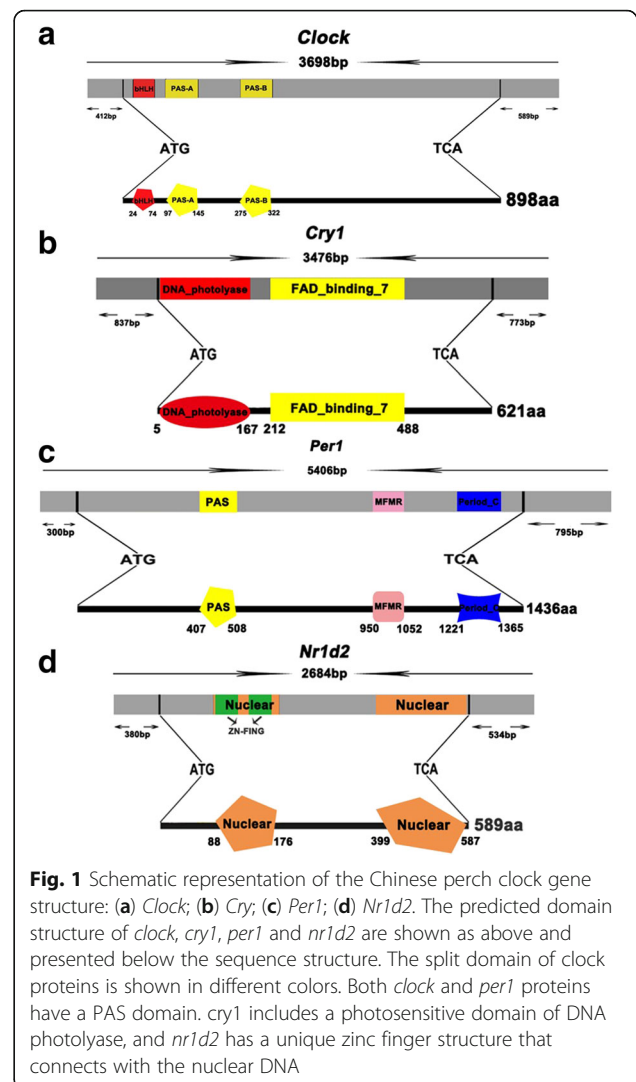 a
Clock
3698bp
bHLH PAS-A PAS-B
412bp 589bp
ATG TCA
bHLH PAS-A PAS-B 898aa
24 74 97 145 275 322
b
Cry1
3476bp
DNA_photolyase FAD_binding_7
837bp 773bp
ATG TCA
DNA_photolyase FAD_binding_7 621aa
5 167 212 488
c
Per1
5406bp
PAS MFMR Period_C
300bp 795bp
ATG TCA
PAS MFMR Period_C 1436aa
407 508 950 1052 1221 1365
d
Nr1d2
2684bp
Nuclear Nuclear
ZN-FING
380bp 534bp
ATG TCA
Nuclear Nuclear 589aa
88 176 399 587
Fig. 1 Schematic representation of the Chinese perch clock gene
structure: (a) Clock; (b) Cry; (c) Per1; (d) Nr1d2. The predicted domain
structure of clock, cry1, per1 and nr1d2 are shown as above and
presented below the sequence structure. The split domain of clock
proteins is shown in different colors. Both clock and per1 proteins
have a PAS domain. cry1 includes a photosensitive domain of DNA
photolyase, and nr1d2 has a unique zinc finger structure that
connects with the nuclear DNA